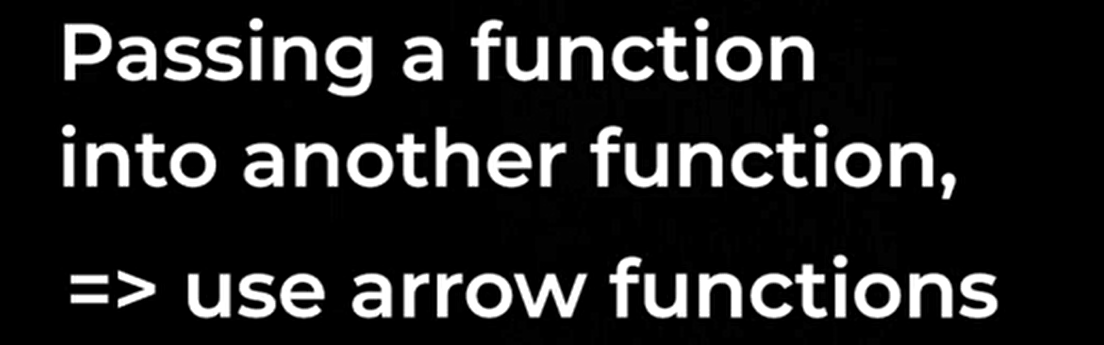 Passing a function
into another function,
=> use arrow functions